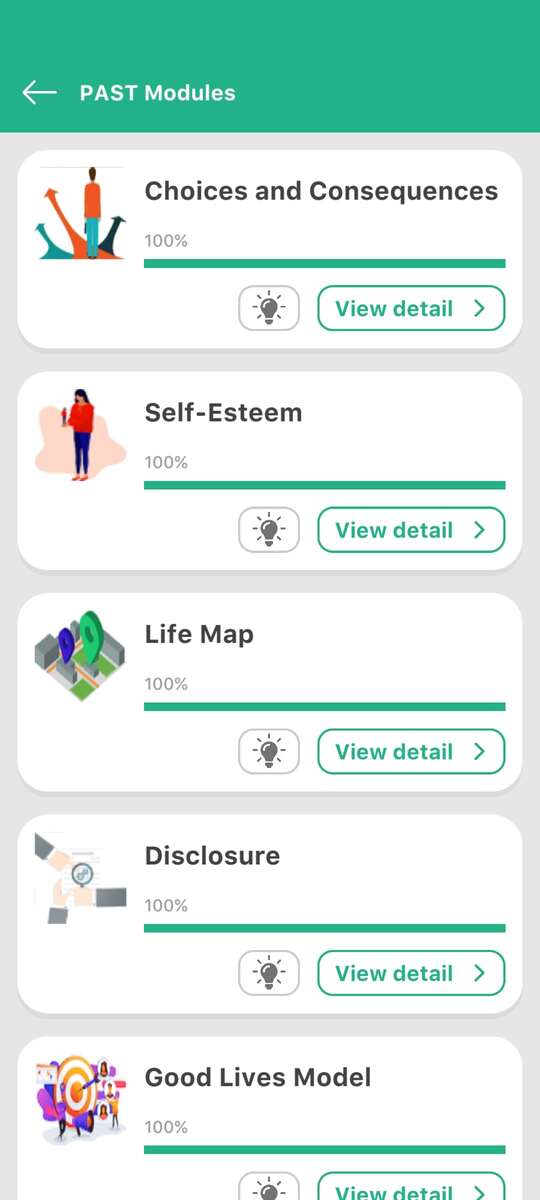 PAST Modules
Choices and Consequences
100%
View detail
Self-Esteem
100%
View detail
Life Map
100%
View detail
Disclosure
100%
View detail
Good Lives Model
100%
View detail